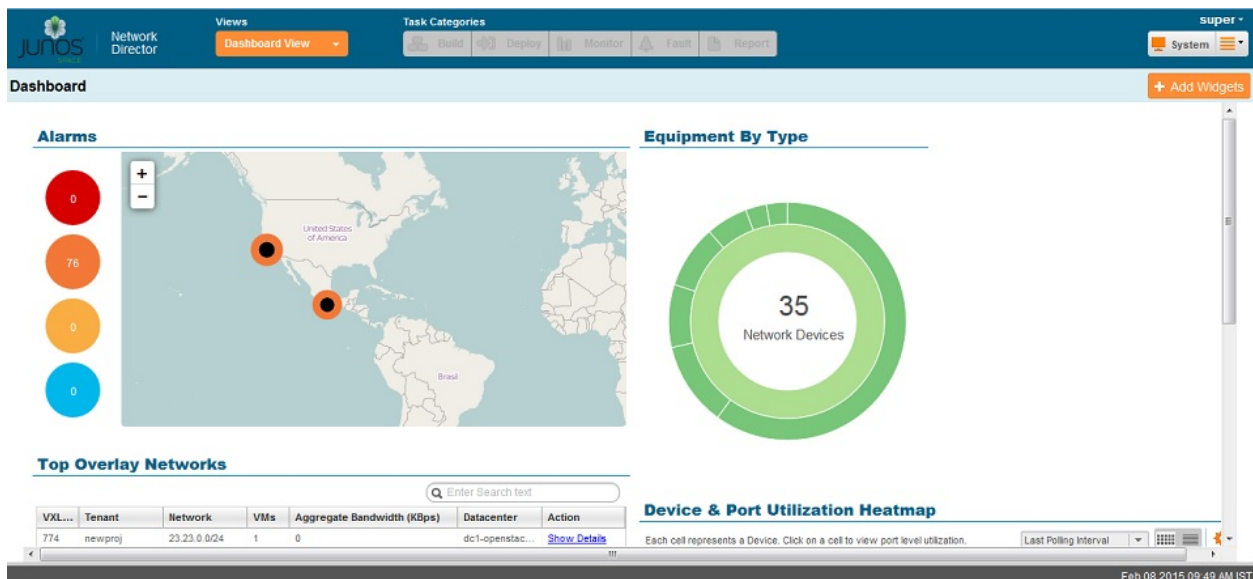 JUNOS
SPACE
Network
Director
Views
Dashboard View
Task Categories
Build
Deploy
Monitor
Fault
Report
super
System
Dashboard
+ Add Widgets
Alarms
0
76
0
0
+
−
United States
of America
Brasil
Equipment By Type
35
Network Devices
Top Overlay Networks
Enter Search text
VXL... Tenant Network VMs Aggregate Bandwidth (KBps) Datacenter Action
774 newproj 23.23.0.0/24 1 0 dc1-openstac... Show Details
Device & Port Utilization Heatmap
Each cell represents a Device. Click on a cell to view port level utilization.
Last Polling Interval
Feb 08 2015 09:49 AM IST